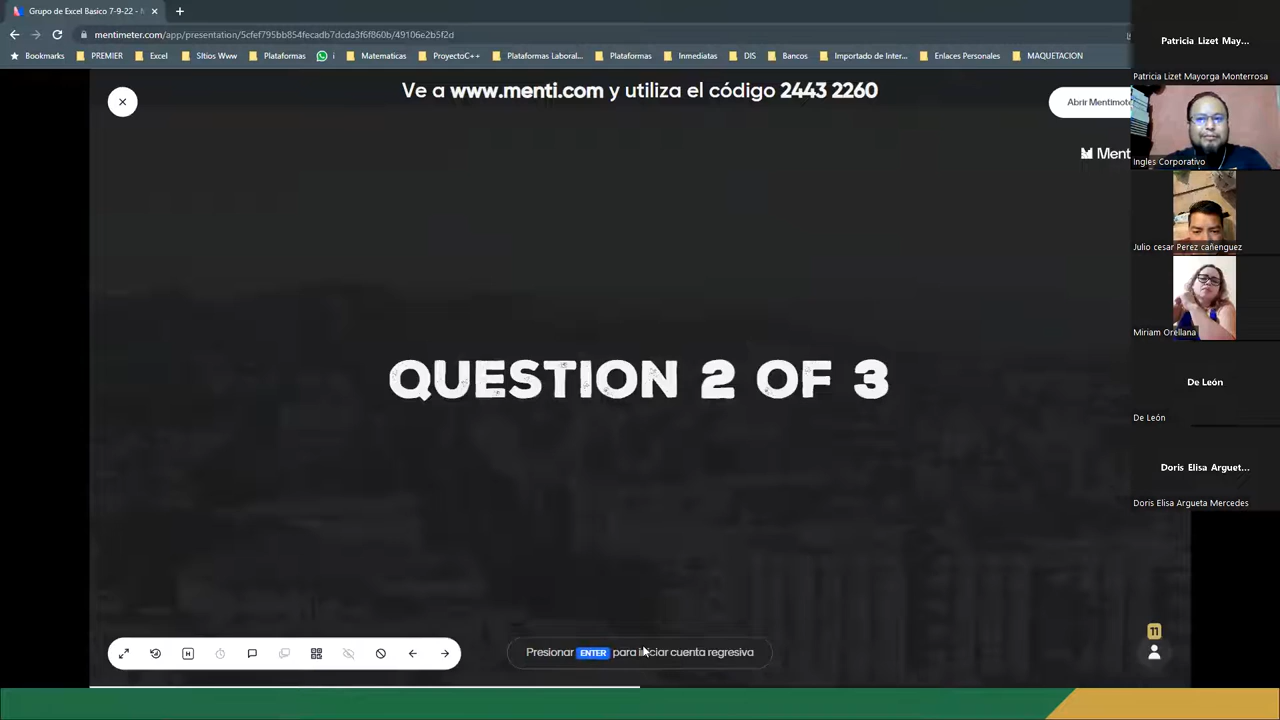 Grupo de Excel Basico 7-9-22 -
mentimeter.com/app/presentation/5cfef795bb854fecadb7dcda3f6f860b/49106e2b5f2d
Bookmarks PREMIER Excel Sitios Www Plataformas i Matematicas ProyectoC++ Plataformas Laboral... Plataformas Inmediatas DIS Bancos Importado de Inter... Enlaces Personales MAQUETACION
Ve a www.menti.com y utiliza el código 2443 2260
Abrir Mentimete
Menti
QUESTION 2 OF 3
Presionar ENTER para iniciar cuenta regresiva
11
Patricia Lizet May...
Patricia Lizet Mayorga Monterrosa
Ingles Corporativo
Julio cesar Perez cañenguez
Miriam Orellana
De León
De León
Doris Elisa Arguet...
Doris Elisa Argueta Mercedes